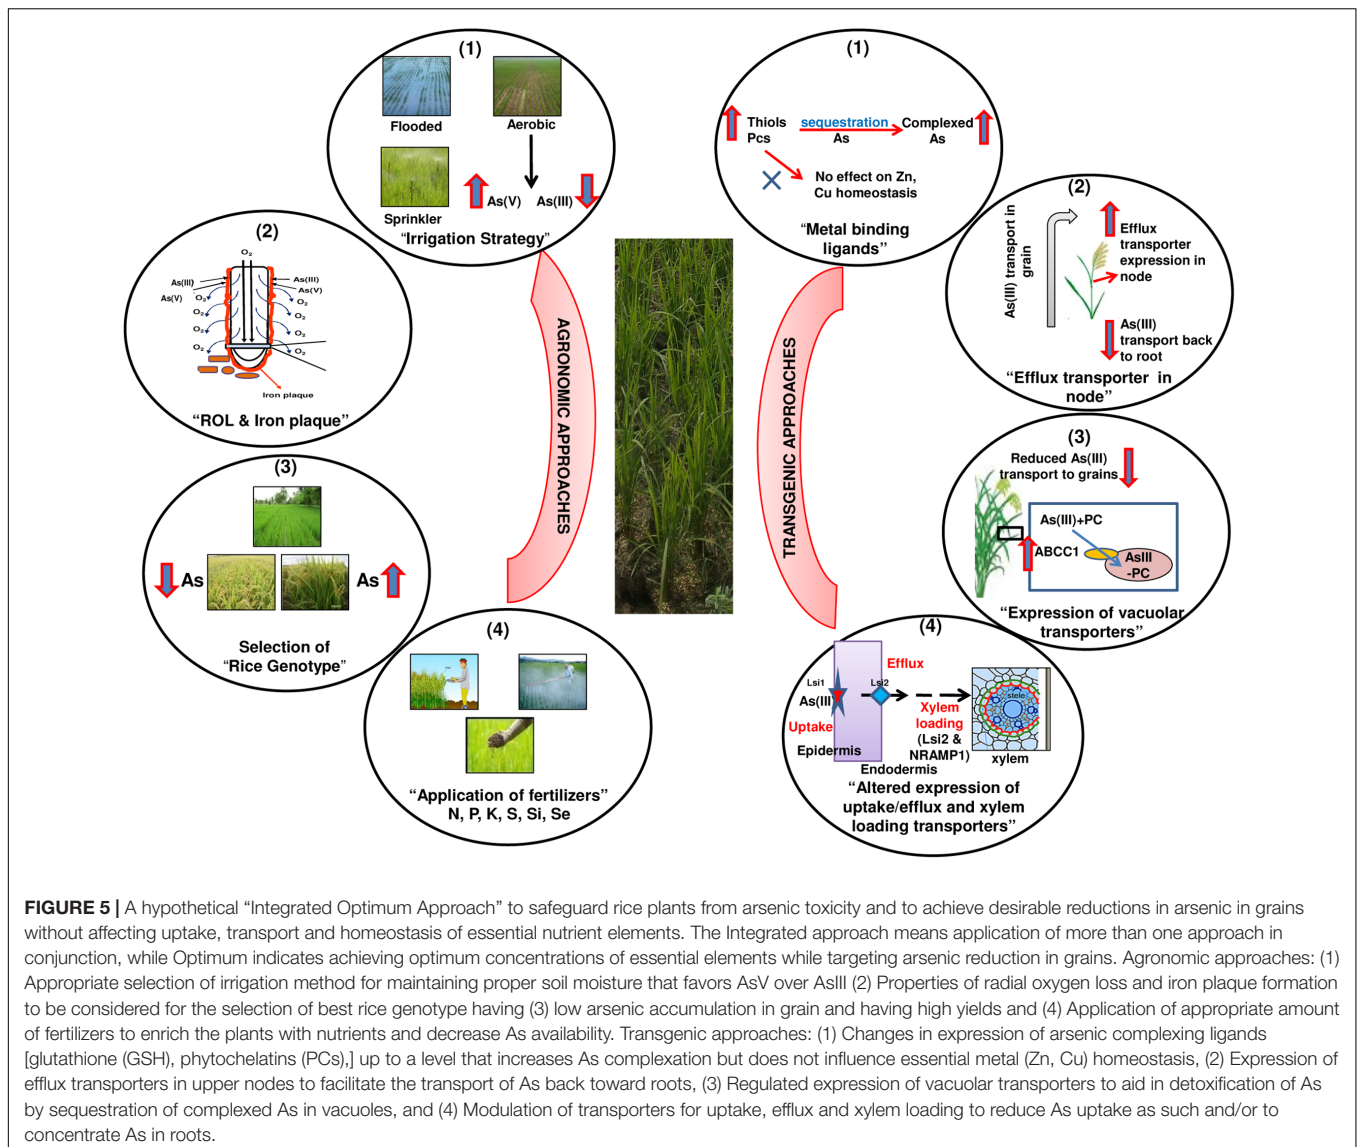 (1)
Flooded
Aerobic
Sprinkler
As(V)
As(III)
“Irrigation Strategy”
(2)
O2
As(III)
As(V)
As(III)
As(V)
O2
O2
O2
O2
O2
O2
O2
O2
Iron plaque
“ROL & Iron plaque”
(3)
As
As
Selection of
“Rice Genotype”
(4)
“Application of fertilizers”
N, P, K, S, Si, Se
AGRONOMIC APPROACHES
TRANSGENIC APPROACHES
(1)
Thiols
Pcs
sequestration
As
Complexed
As
No effect on Zn,
Cu homeostasis
“Metal binding
ligands”
(2)
As(III) transport in
grain
Efflux
transporter
expression in
node
As(III)
transport back
to root
“Efflux transporter in
node”
(3)
Reduced As(III)
transport to grains
As(III)+PC
ABCC1
AsIII
-PC
“Expression of vacuolar
transporters”
(4)
Efflux
Lsi1
Lsi2
As(III)
Uptake
Xylem
loading
(Lsi2 &
NRAMP1)
stele
xylem
Epidermis
Endodermis
“Altered expression of
uptake/efflux and xylem
loading transporters”
FIGURE 5 | A hypothetical “Integrated Optimum Approach” to safeguard rice plants from arsenic toxicity and to achieve desirable reductions in arsenic in grains
without affecting uptake, transport and homeostasis of essential nutrient elements. The Integrated approach means application of more than one approach in
conjunction, while Optimum indicates achieving optimum concentrations of essential elements while targeting arsenic reduction in grains. Agronomic approaches: (1)
Appropriate selection of irrigation method for maintaining proper soil moisture that favors AsV over AsIII (2) Properties of radial oxygen loss and iron plaque formation
to be considered for the selection of best rice genotype having (3) low arsenic accumulation in grain and having high yields and (4) Application of appropriate amount
of fertilizers to enrich the plants with nutrients and decrease As availability. Transgenic approaches: (1) Changes in expression of arsenic complexing ligands
[glutathione (GSH), phytochelatins (PCs),] up to a level that increases As complexation but does not influence essential metal (Zn, Cu) homeostasis, (2) Expression of
efflux transporters in upper nodes to facilitate the transport of As back toward roots, (3) Regulated expression of vacuolar transporters to aid in detoxification of As
by sequestration of complexed As in vacuoles, and (4) Modulation of transporters for uptake, efflux and xylem loading to reduce As uptake as such and/or to
concentrate As in roots.